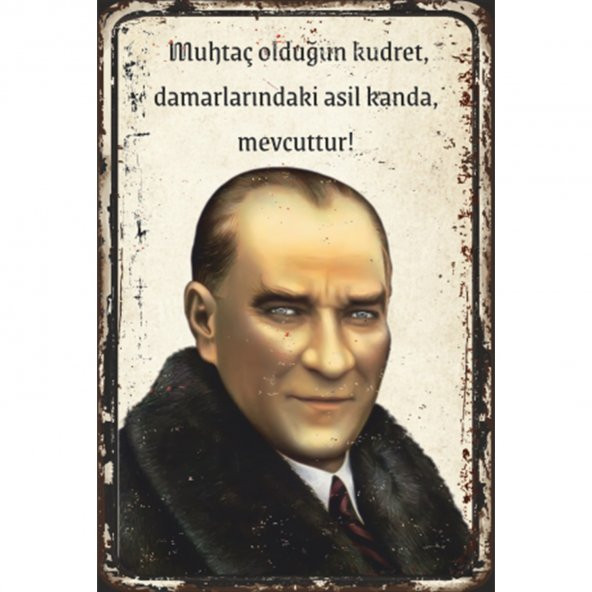 Muhtaç olduğun kudret,
damarlarındaki asil kanda,
mevcuttur!